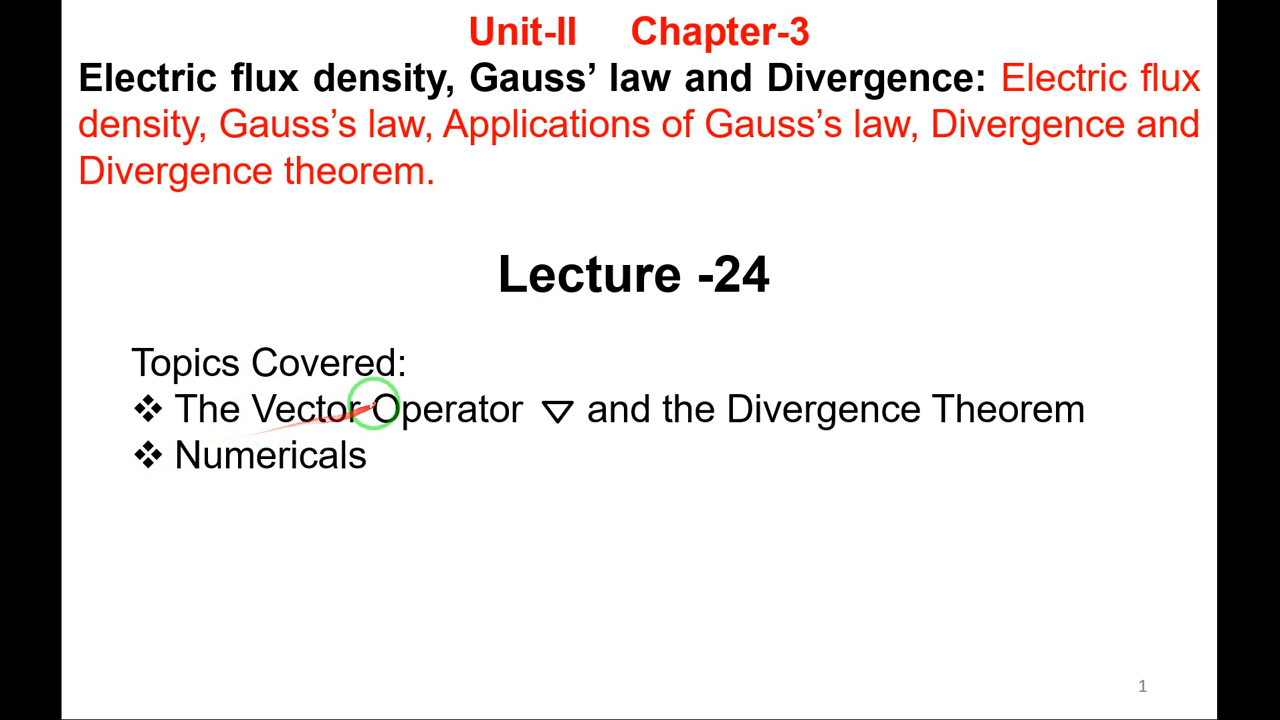 Unit-II Chapter-3
Electric flux density, Gauss’ law and Divergence: Electric flux
density, Gauss’s law, Applications of Gauss’s law, Divergence and
Divergence theorem.
Lecture -24
Topics Covered:
❖ The Vector Operator ▽ and the Divergence Theorem
❖ Numericals
1